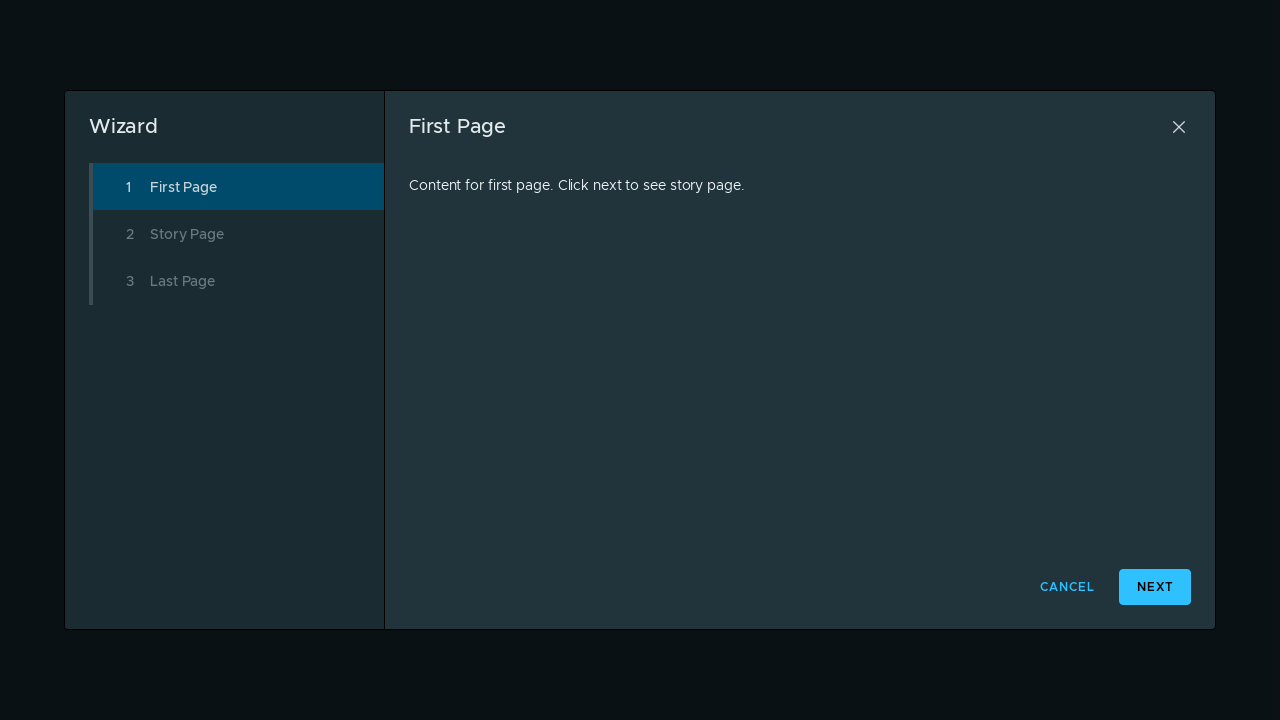 Wizard
1 First Page
2 Story Page
3 Last Page
First Page
Content for first page. Click next to see story page.
CANCEL
NEXT